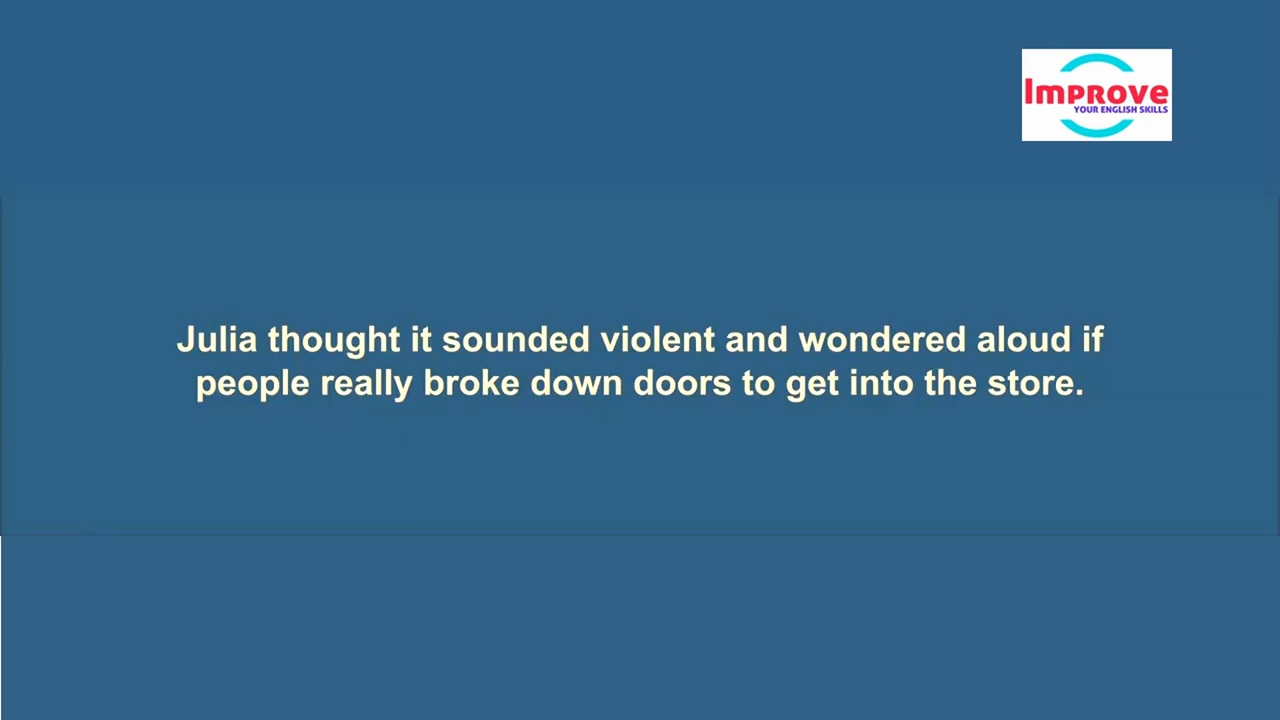 Improve
YOUR ENGLISH SKILLS
Julia thought it sounded violent and wondered aloud if
people really broke down doors to get into the store.